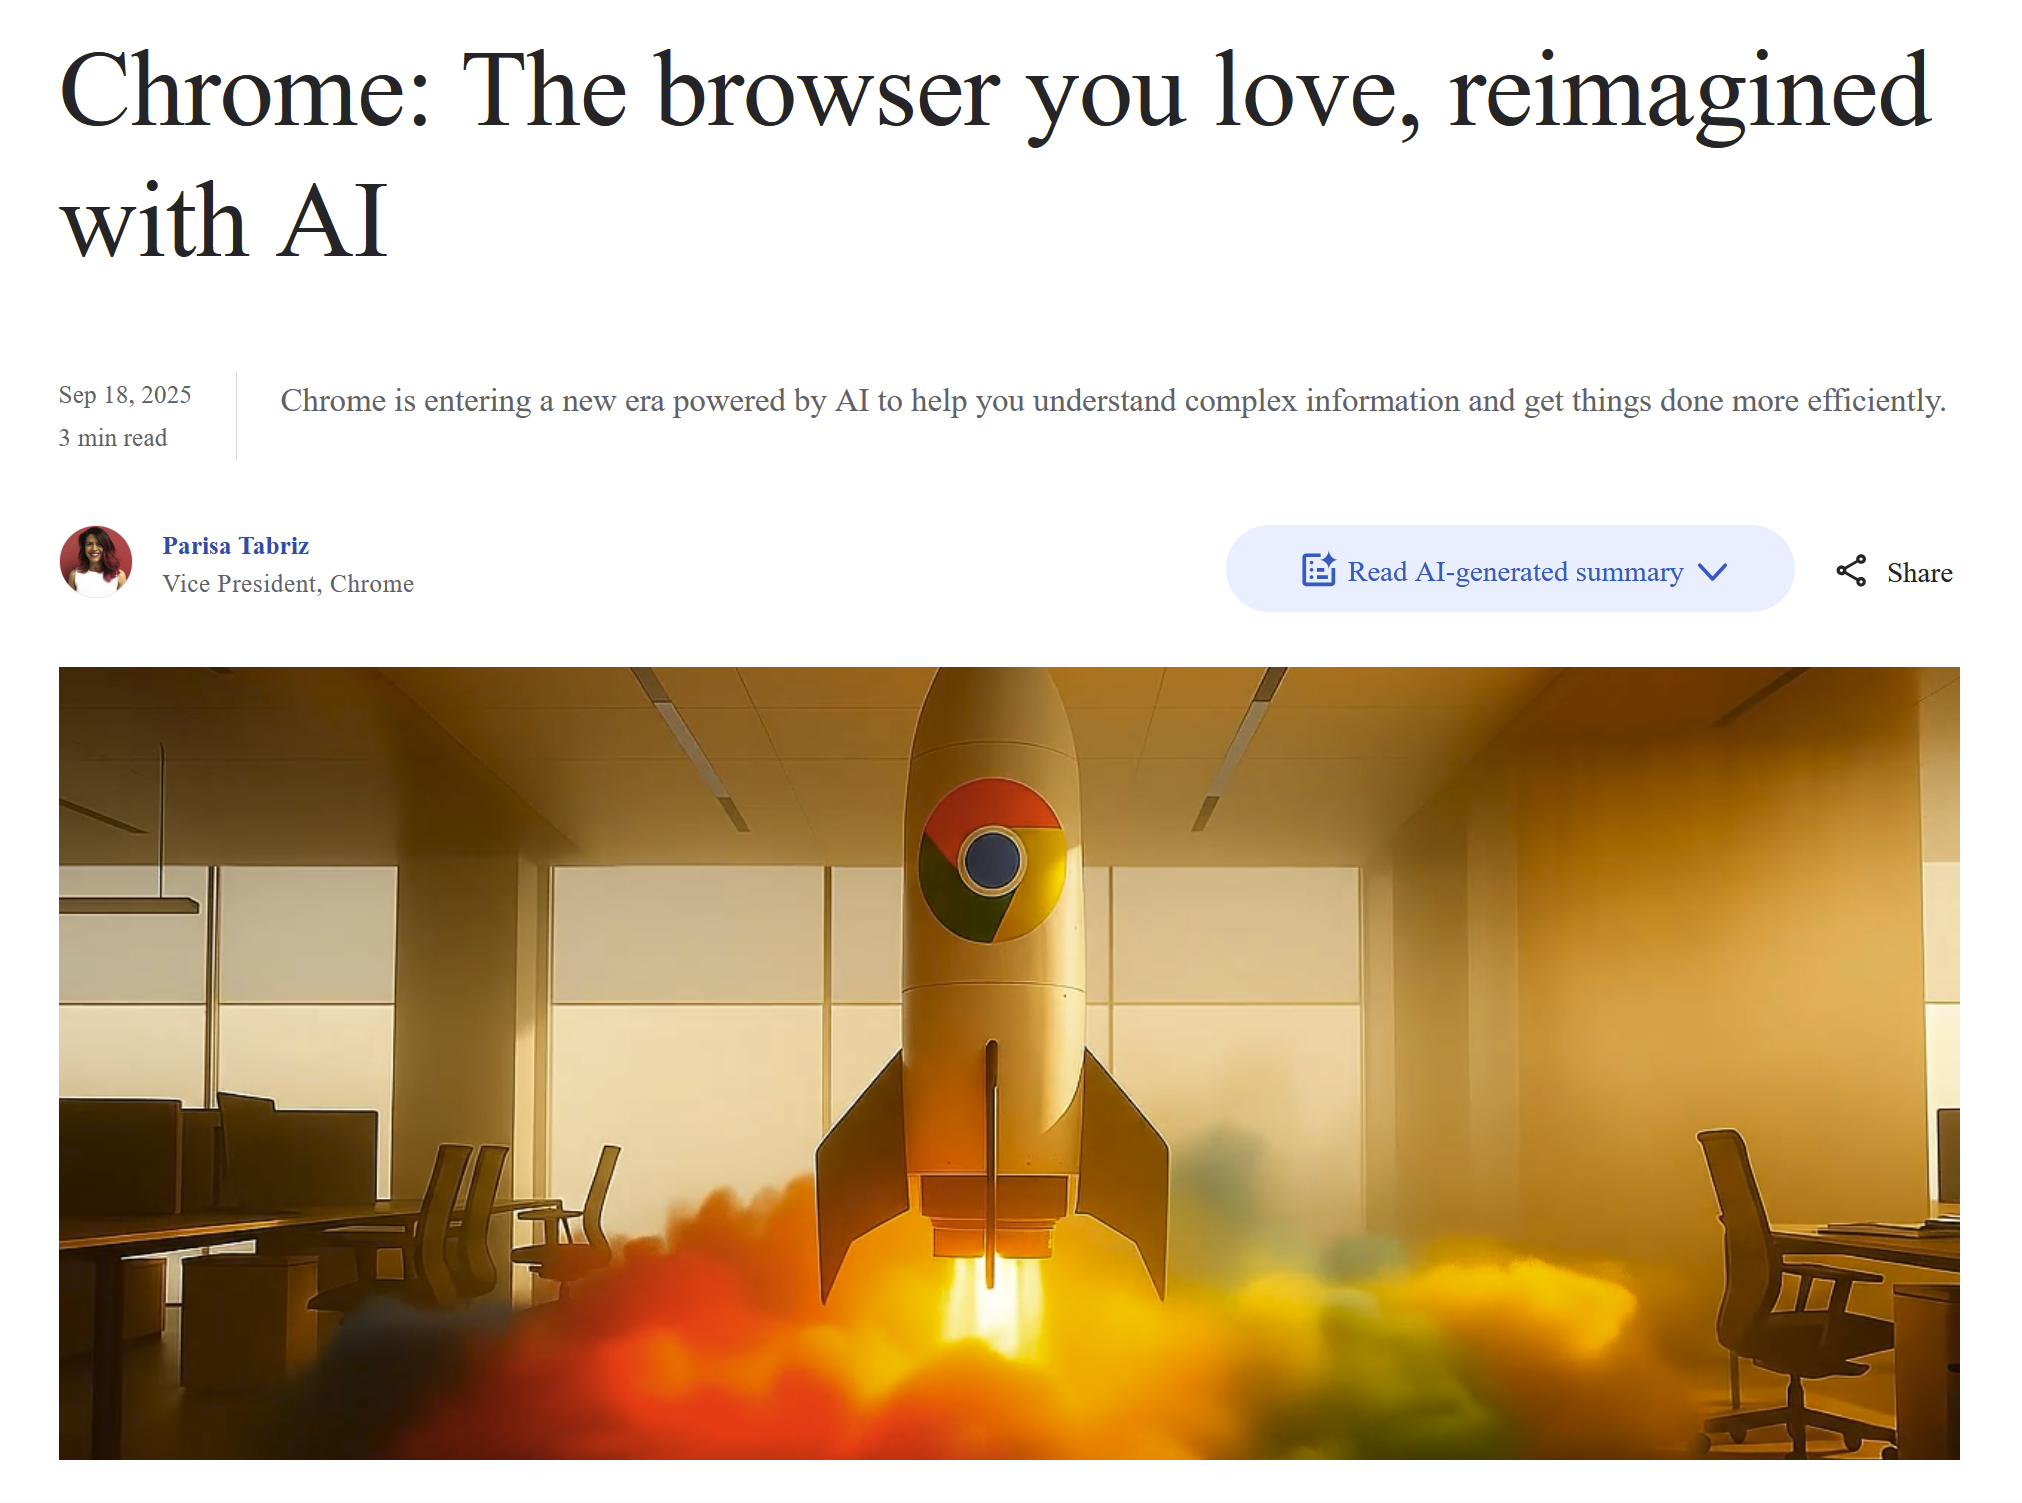 Chrome: The browser you love, reimagined
with AI
Sep 18, 2025
3 min read
Chrome is entering a new era powered by AI to help you understand complex information and get things done more efficiently.
Parisa Tabriz
Vice President, Chrome
Read AI-generated summary
Share